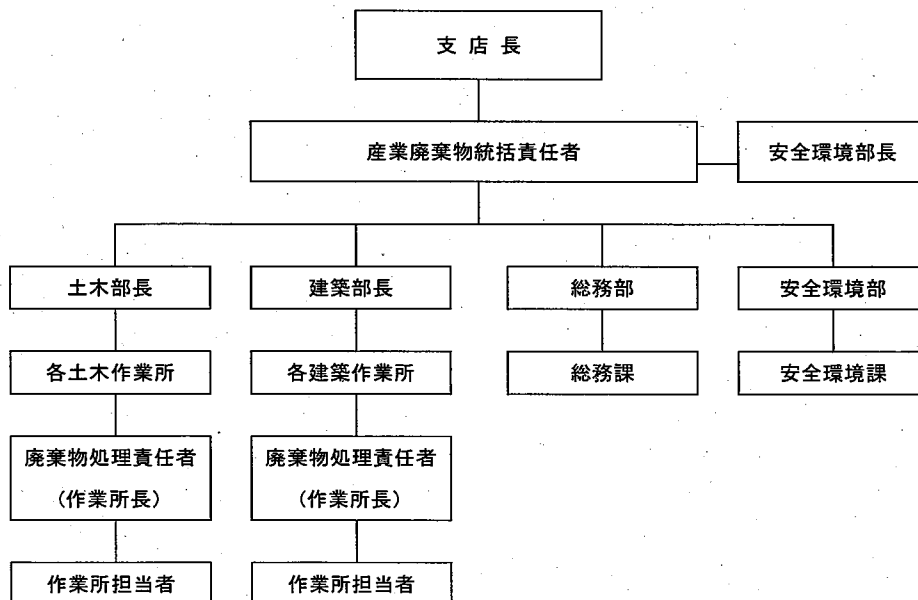 支 店 長
産業廃棄物統括責任者
安全環境部長
土木部長
建築部長
総務部
安全環境部
各土木作業所
各建築作業所
総務課
安全環境課
廃棄物処理責任者
(作業所長)
廃棄物処理責任者
(作業所長)
作業所担当者
作業所担当者